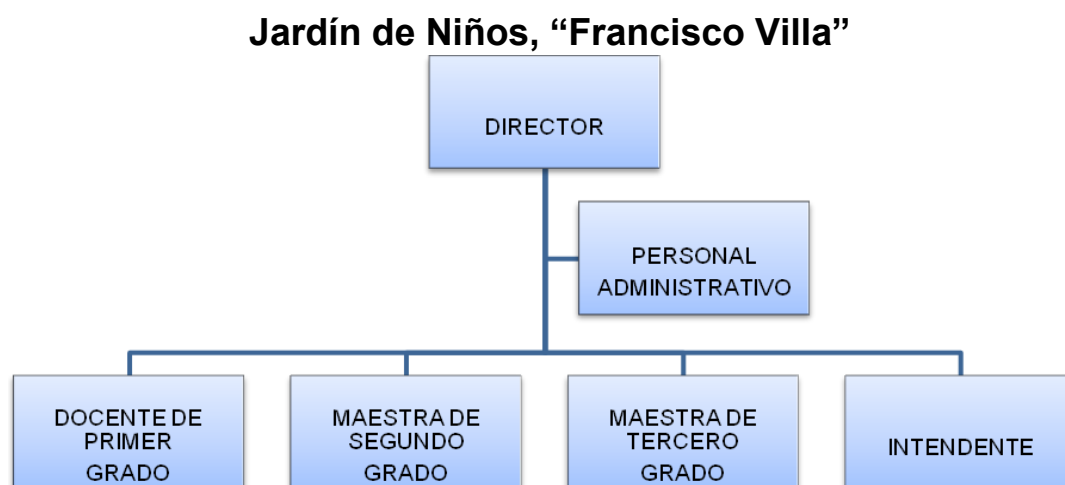 Jardín de Niños, “Francisco Villa”
DIRECTOR
PERSONAL
ADMINISTRATIVO
DOCENTE DE
PRIMER
GRADO
MAESTRA DE
SEGUNDO
GRADO
MAESTRA DE
TERCERO
GRADO
INTENDENTE